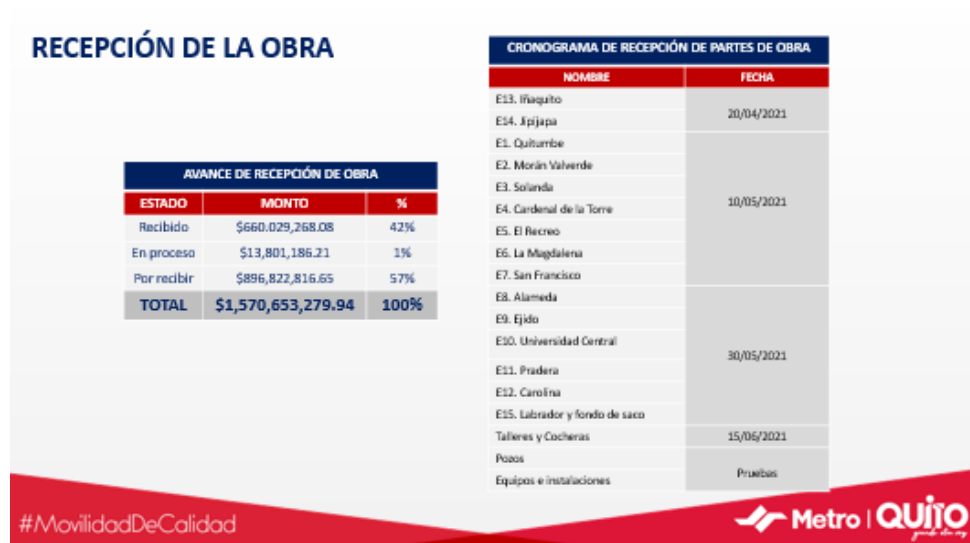 RECEPCIÓN DE LA OBRA
AVANCE DE RECEPCIÓN DE OBRA
ESTADO MONTO %
Recibido $660.029,268.08 42%
En proceso $13,801,186.21 1%
Por recibir $896,822,816.65 57%
TOTAL $1,570,653,279.94 100%
CRONOGRAMA DE RECEPCIÓN DE PARTES DE OBRA
NOMBRE FECHA
E13. Iñaquito
E14. Jipijapa
20/04/2021
E1. Quitumbe
E2. Morán Valverde
E3. Solanda
E4. Cardenal de la Torre
E5. El Recreo
E6. La Magdalena
E7. San Francisco
10/05/2021
E8. Alameda
E9. Ejido
E10. Universidad Central
E11. Pradera
E12. Carolina
E15. Labrador y fondo de saco
30/05/2021
Talleres y Cocheras 15/06/2021
Pozos
Equipos e instalaciones
Pruebas
#MovilidadDeCalidad
Metro | QUITO